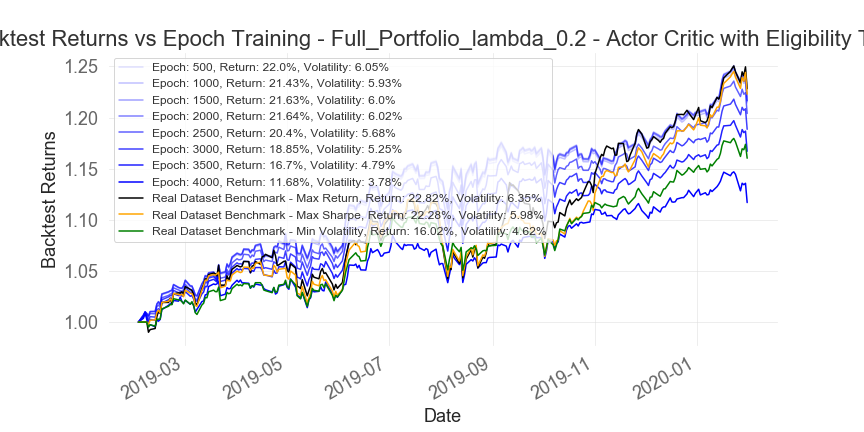 ktest Returns vs Epoch Training - Full_Portfolio_lambda_0.2 - Actor Critic with Eligibility T
Epoch: 500, Return: 22.0%, Volatility: 6.05%
Epoch: 1000, Return: 21.43%, Volatility: 5.93%
Epoch: 1500, Return: 21.63%, Volatility: 6.0%
Epoch: 2000, Return: 21.64%, Volatility: 6.02%
Epoch: 2500, Return: 20.4%, Volatility: 5.68%
Epoch: 3000, Return: 18.85%, Volatility: 5.25%
Epoch: 3500, Return: 16.7%, Volatility: 4.79%
Epoch: 4000, Return: 11.68%, Volatility: 3.78%
Real Dataset Benchmark - Max Return, Return: 22.82%, Volatility: 6.35%
Real Dataset Benchmark - Max Sharpe, Return: 22.28%, Volatility: 5.98%
Real Dataset Benchmark - Min Volatility, Return: 16.02%, Volatility: 4.62%
Backtest Returns
1.25
1.20
1.15
1.10
1.05
1.00
2019-03
2019-05
2019-07
2019-09
2019-11
2020-01
Date